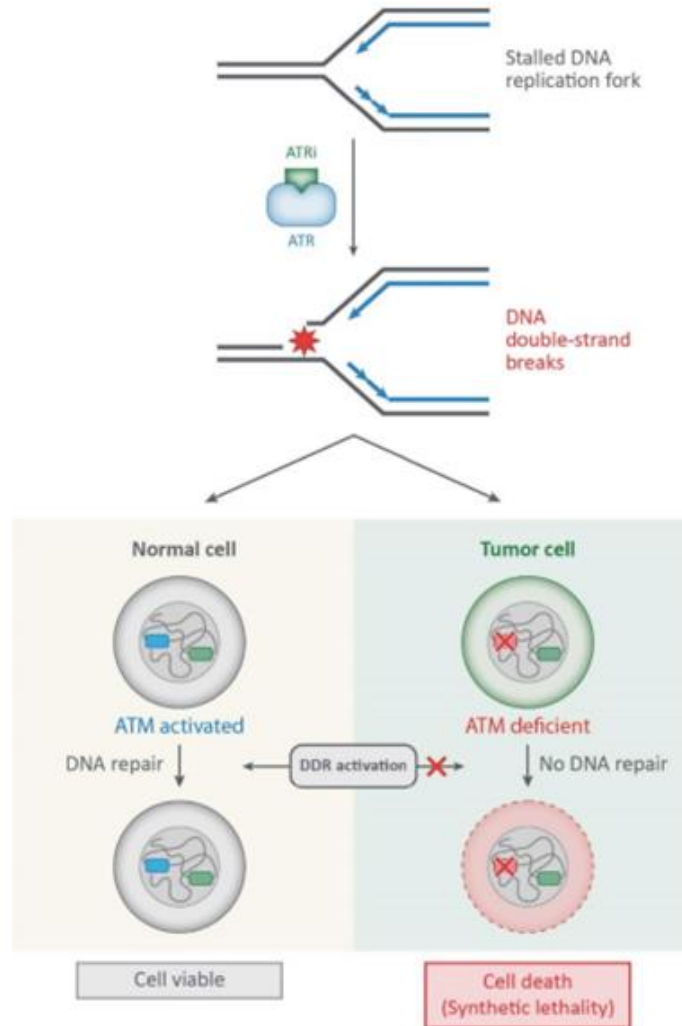 Stalled DNA
replication fork
ATRi
ATR
DNA
double-strand
breaks
Normal cell
Tumor cell
ATM activated
ATM deficient
DNA repair
DDR activation
No DNA repair
Cell viable
Cell death
(Synthetic lethality)